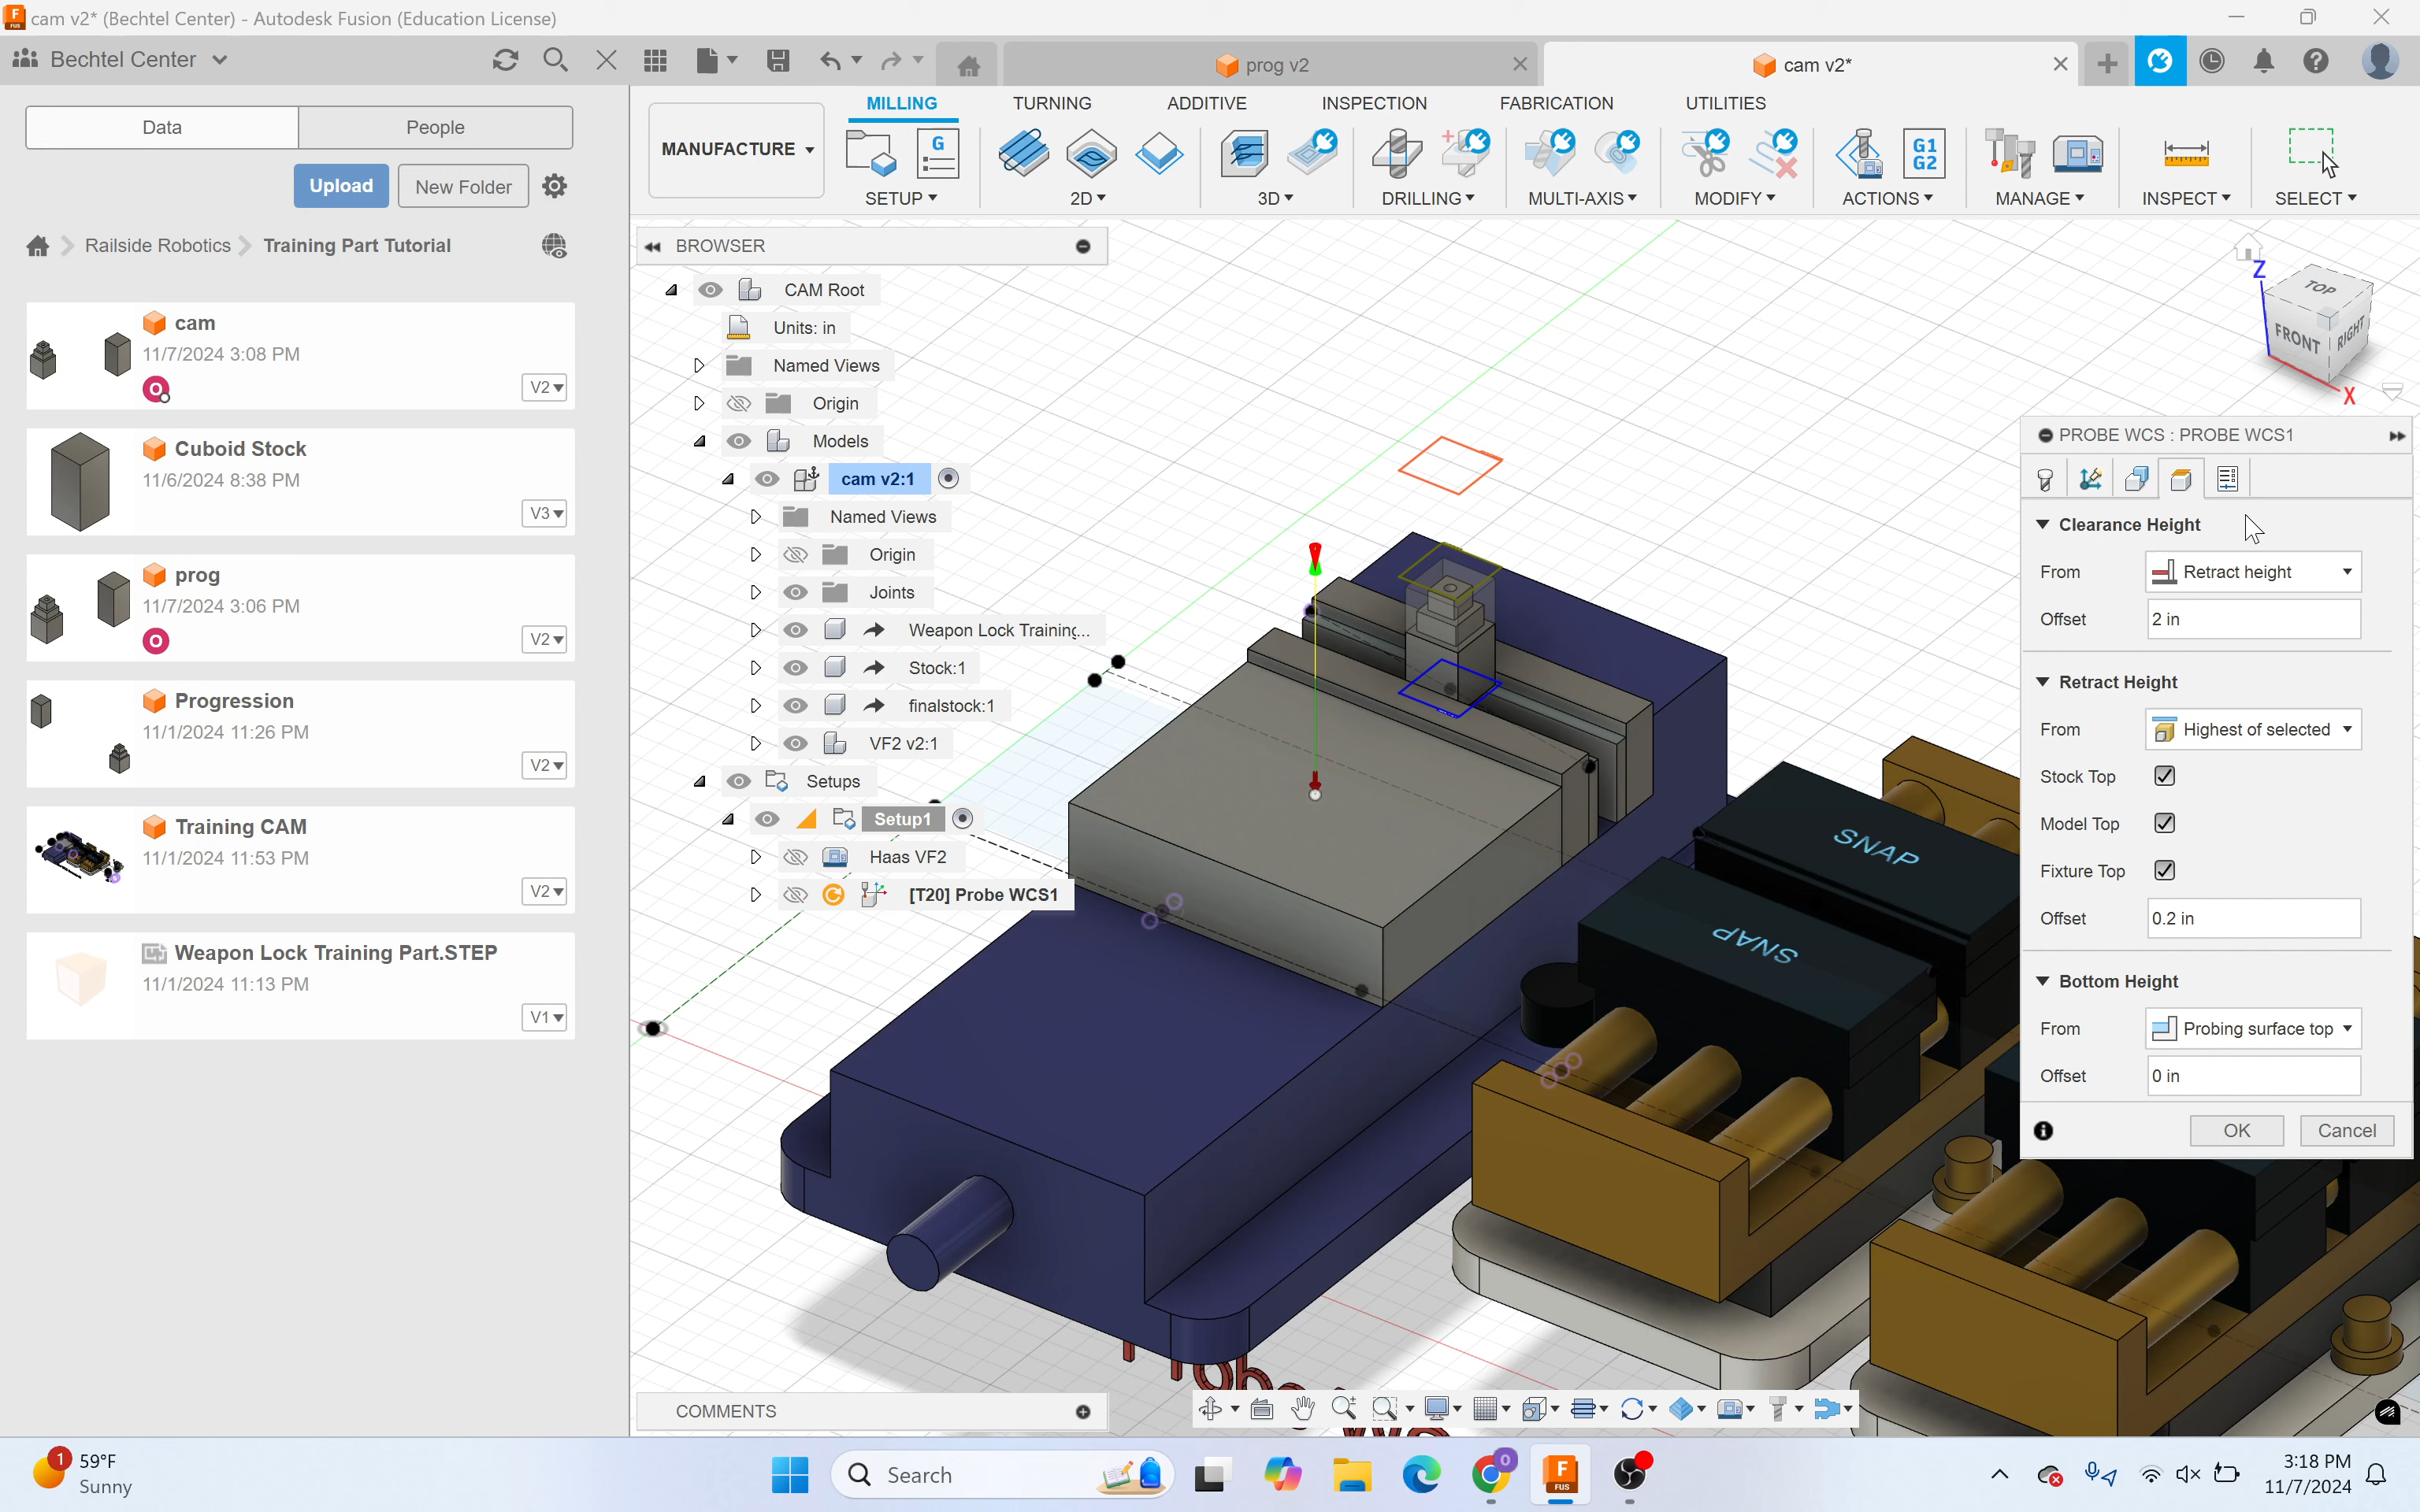 cam v2* (Bechtel Center) - Autodesk Fusion (Education License)
Bechtel Center
prog v2
cam v2*
Data
People
Upload
New Folder
Railside Robotics
Training Part Tutorial
cam
11/7/2024 3:08 PM
O
V2
Cuboid Stock
11/6/2024 8:38 PM
V3
prog
11/7/2024 3:06 PM
O
V2
Progression
11/1/2024 11:26 PM
V2
Training CAM
11/1/2024 11:53 PM
V2
Weapon Lock Training Part.STEP
11/1/2024 11:13 PM
V1
MANUFACTURE
MILLING
TURNING
ADDITIVE
INSPECTION
FABRICATION
UTILITIES
G
G1
G2
SETUP
2D
3D
DRILLING
MULTI-AXIS
MODIFY
ACTIONS
MANAGE
INSPECT
SELECT
BROWSER
CAM Root
Units: in
Named Views
Origin
Models
cam v2:1
Named Views
Origin
Joints
Weapon Lock Training...
Stock:1
finalstock:1
VF2 v2:1
Setups
Setup1
Haas VF2
[T20] Probe WCS1
SNAP
SNAP
Z
TOP
FRONT
RIGHT
X
PROBE WCS : PROBE WCS1
Clearance Height
From
Retract height
Offset
2 in
Retract Height
From
Highest of selected
Stock Top
Model Top
Fixture Top
Offset
0.2 in
Bottom Height
From
Probing surface top
Offset
0 in
OK
Cancel
COMMENTS
1
59°F
Sunny
Search
FUS
3:18 PM
11/7/2024